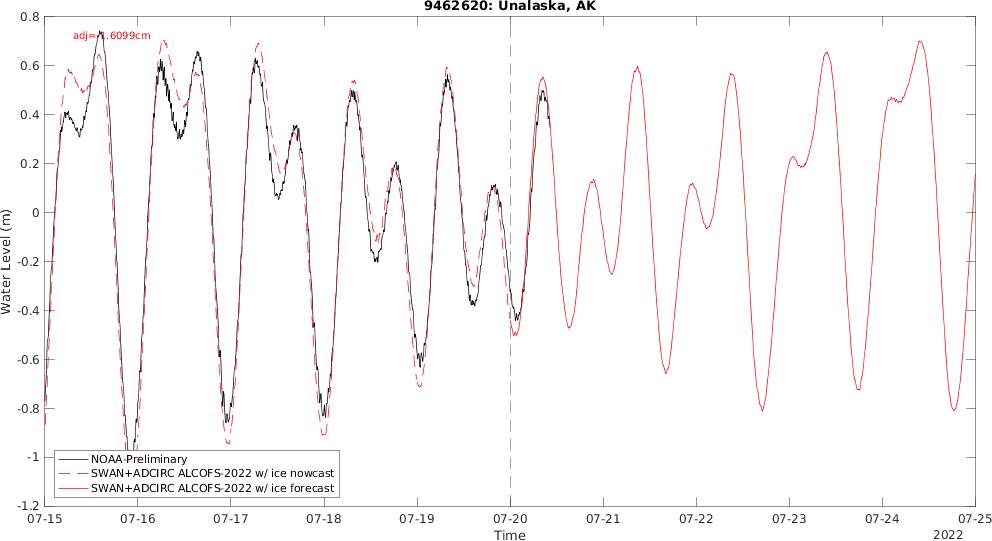 9462620: Unalaska, AK
0.8
0.6
0.4
0.2
0
-0.2
-0.4
-0.6
-0.8
-1
-1.2
Water Level (m)
NOAA-Preliminary
SWAN+ADCIRC ALCOFS-2022 w/ ice nowcast
SWAN+ADCIRC ALCOFS-2022 w/ ice forecast
07-15 07-16 07-17 07-18 07-19 07-20 07-21 07-22 07-23 07-24 07-25
Time
2022